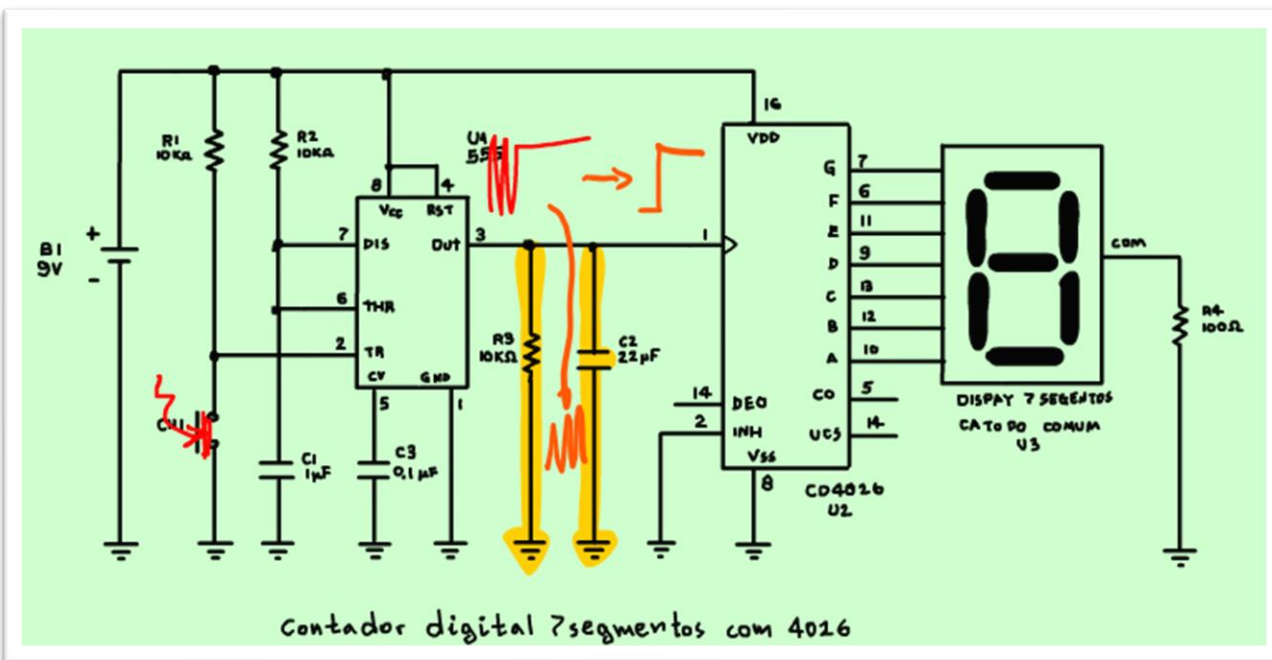 R1
10KΩ
R2
10KΩ
B1
9V
+
-
U1
8
4
Vcc
RST
7
DIS
OUT
3
6
THR
2
TR
CV
GND
5
1
C1
1µF
C3
0,1µF
R3
10KΩ
C2
22µF
16
VDD
1
G
7
F
6
E
11
D
9
C
13
B
12
A
10
14
DEO
2
INH
CO
5
UCS
14
Vss
8
CD4026
U2
COM
R4
100Ω
DISPAY 7 SEGENTOS
CATODO COMUM
U3
Contador digital 7segmentos com 4026